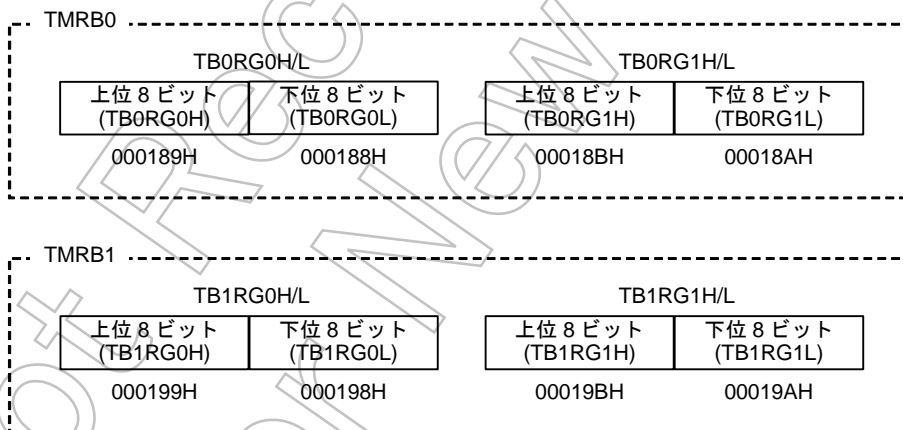 TMRB0
TB0RG0H/L TB0RG1H/L
上位 8 ビット 下位 8 ビット 上位 8 ビット 下位 8 ビット
(TB0RG0H) (TB0RG0L) (TB0RG1H) (TB0RG1L)
000189H 000188H 00018BH 00018AH
TMRB1
TB1RG0H/L TB1RG1H/L
上位 8 ビット 下位 8 ビット 上位 8 ビット 下位 8 ビット
(TB1RG0H) (TB1RG0L) (TB1RG1H) (TB1RG1L)
000199H 000198H 00019BH 00019AH